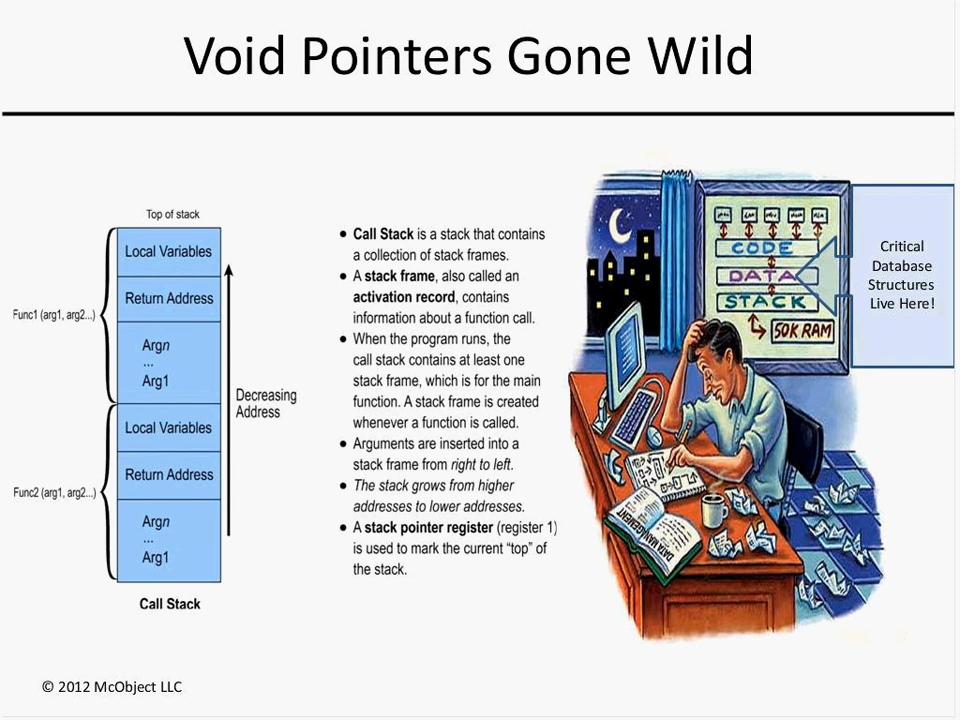 Void Pointers Gone Wild
Top of stack
Local Variables
Return Address
Func1 (arg1, arg2...)
Argn
...
Arg1
Decreasing
Address
Local Variables
Return Address
Func2 (arg1, arg2...)
Argn
...
Arg1
Call Stack
• Call Stack is a stack that contains
a collection of stack frames.
• A stack frame, also called an
activation record, contains
information about a function call.
• When the program runs, the
call stack contains at least one
stack frame, which is for the main
function. A stack frame is created
whenever a function is called.
• Arguments are inserted into a
stack frame from right to left.
• The stack grows from higher
addresses to lower addresses.
• A stack pointer register (register 1)
is used to mark the current “top” of
the stack.
CODE
DATA
STACK
50K RAM
DATA MANAGEMENT
Critical
Database
Structures
Live Here!
© 2012 McObject LLC